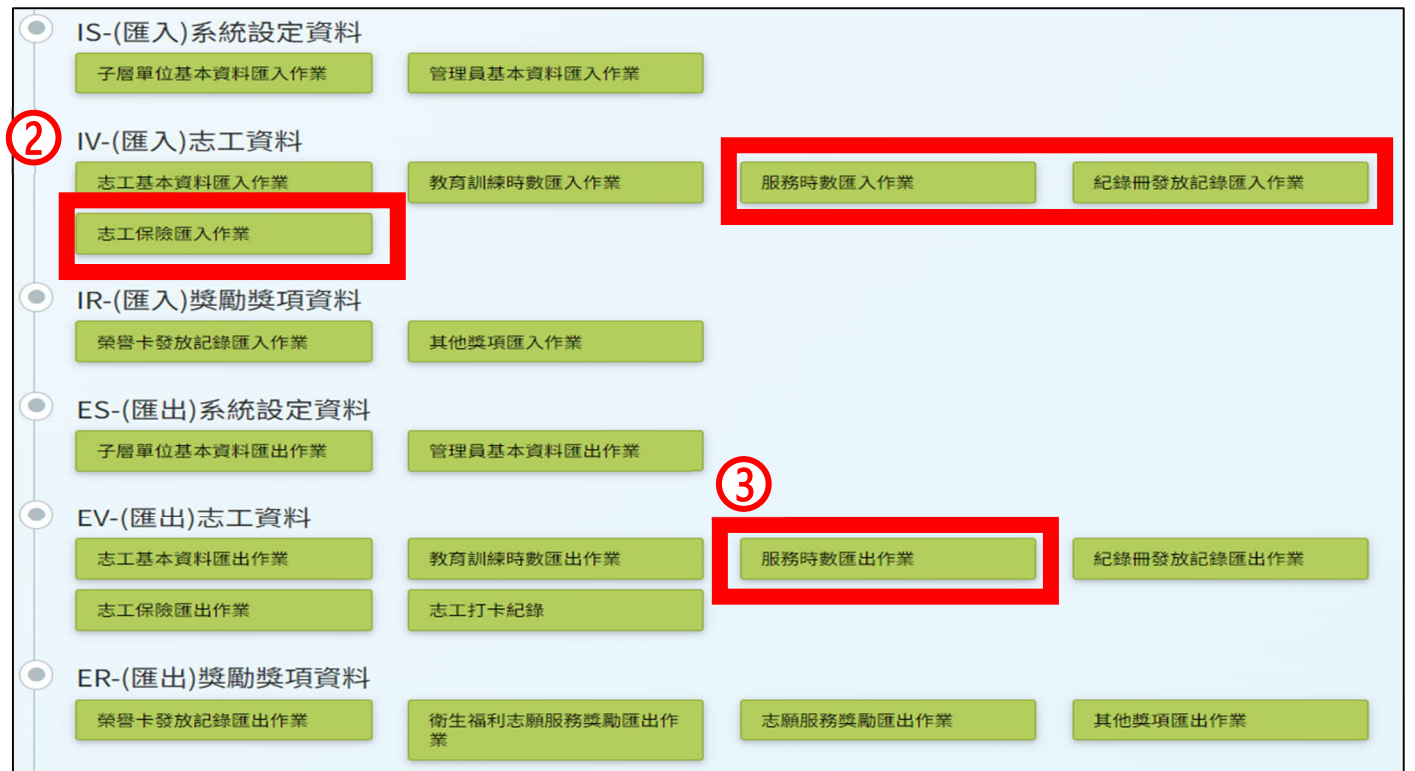 IS-(匯入)系統設定資料
子層單位基本資料匯入作業 管理員基本資料匯入作業
②
IV-(匯入)志工資料
志工基本資料匯入作業 教育訓練時數匯入作業 服務時數匯入作業 紀錄冊發放記錄匯入作業
志工保險匯入作業
IR-(匯入)獎勵獎項資料
榮譽卡發放記錄匯入作業 其他獎項匯入作業
ES-(匯出)系統設定資料
子層單位基本資料匯出作業 管理員基本資料匯出作業
③
EV-(匯出)志工資料
志工基本資料匯出作業 教育訓練時數匯出作業 服務時數匯出作業 紀錄冊發放記錄匯出作業
志工保險匯出作業 志工打卡紀錄
ER-(匯出)獎勵獎項資料
榮譽卡發放記錄匯出作業 衛生福利志願服務獎勵匯出作 志願服務獎勵匯出作業 其他獎項匯出作業
業